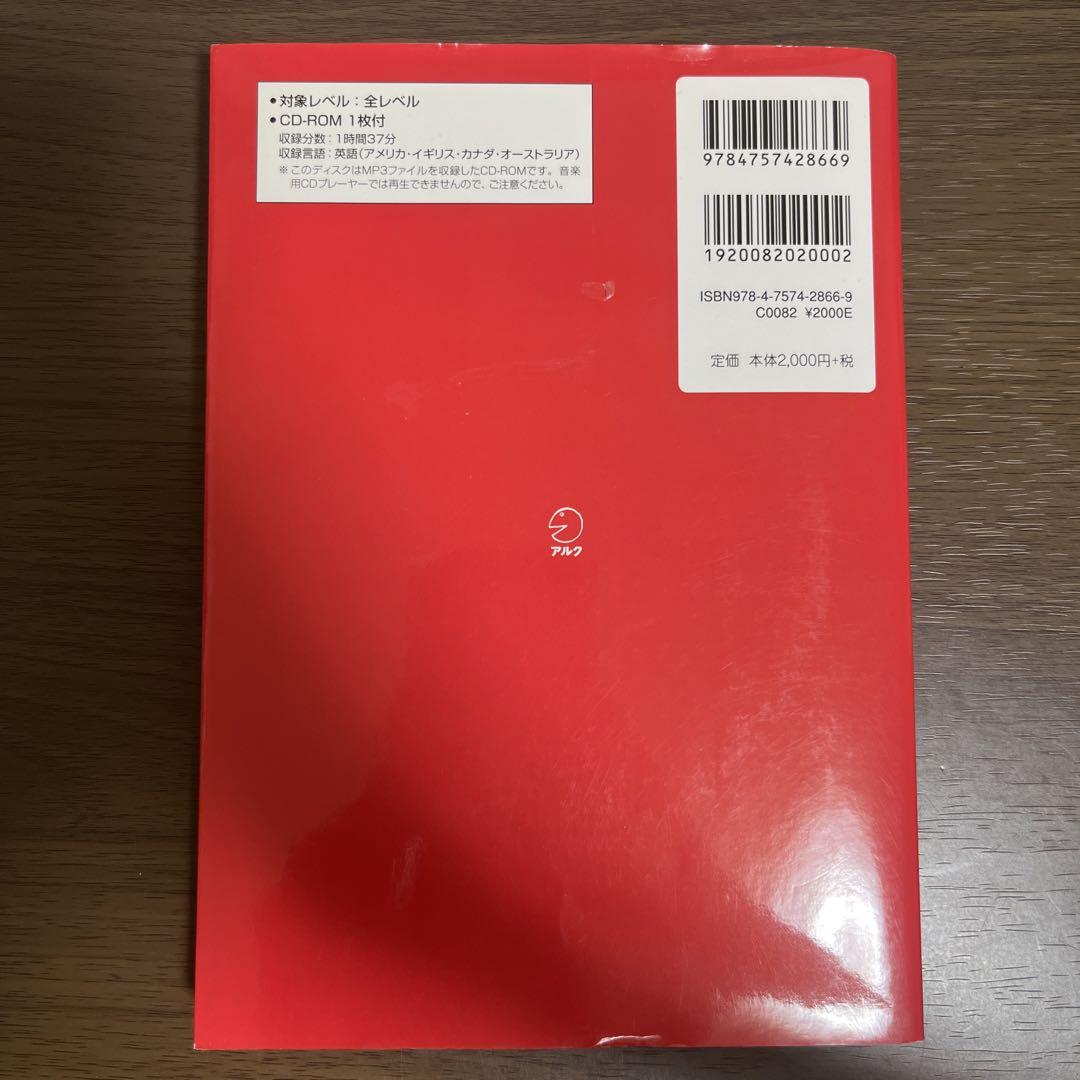 ●対象レベル：全レベル
●CD-ROM 1枚付
収録分数：1時間37分
収録言語：英語（アメリカ・イギリス・カナダ・オーストラリア）
※このディスクはMP3ファイルを収録したCD-ROMです。音楽
用CDプレーヤーでは再生できませんので、ご注意ください。
9784757428669
1920082020002
ISBN978-4-7574-2866-9
C0082 ¥2000E
定価 本体2,000円+税
アルク